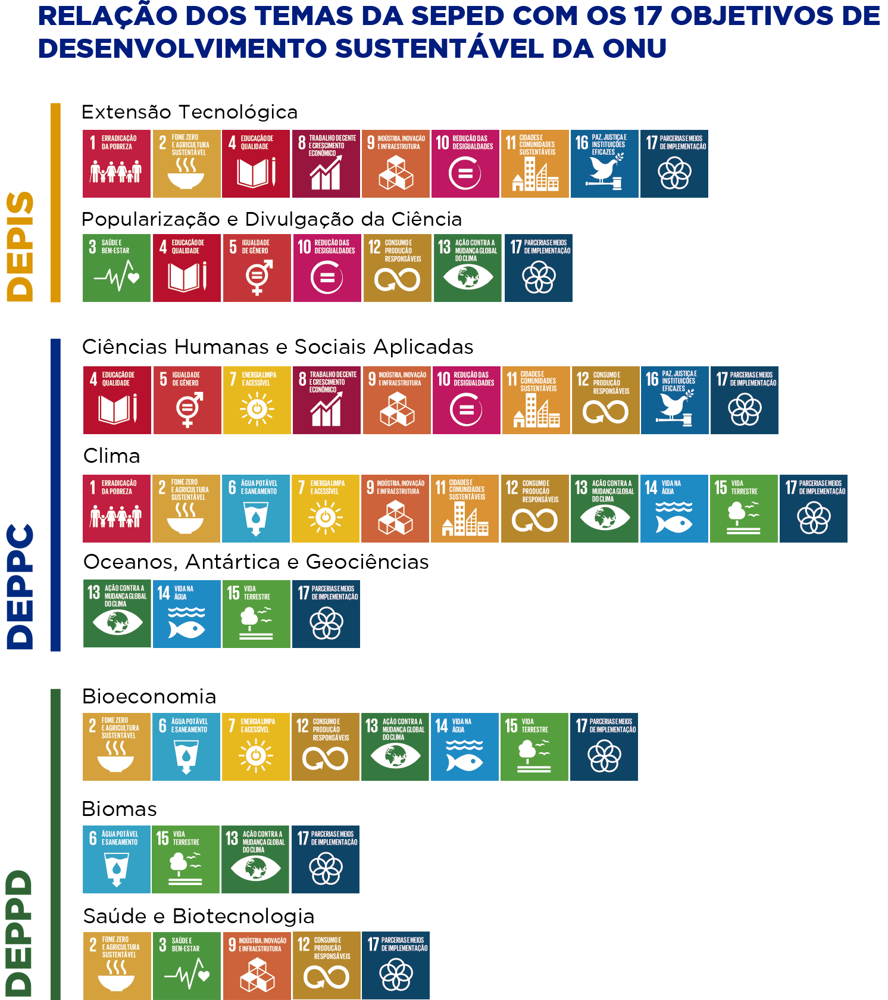 RELAÇÃO DOS TEMAS DA SEPED COM OS 17 OBJETIVOS DE
DESENVOLVIMENTO SUSTENTÁVEL DA ONU
DEPIS
Extensão Tecnológica
1 ERRADICAÇÃO
DA POBREZA
2 FOME ZERO
E AGRICULTURA
SUSTENTÁVEL
4 EDUCAÇÃO DE
QUALIDADE
8 TRABALHO DECENTE
E CRESCIMENTO
ECONÔMICO
9 INDÚSTRIA, INOVAÇÃO
E INFRAESTRUTURA
10 REDUÇÃO DAS
DESIGUALDADES
11 CIDADES E
COMUNIDADES
SUSTENTÁVEIS
16 PAZ, JUSTIÇA E
INSTITUIÇÕES
EFICAZES
17 PARCERIAS E MEIOS
DE IMPLEMENTAÇÃO
Popularização e Divulgação da Ciência
3 SAÚDE E
BEM-ESTAR
4 EDUCAÇÃO DE
QUALIDADE
5 IGUALDADE
DE GÊNERO
10 REDUÇÃO DAS
DESIGUALDADES
12 CONSUMO E
PRODUÇÃO
RESPONSÁVEIS
13 AÇÃO CONTRA A
MUDANÇA GLOBAL
DO CLIMA
17 PARCERIAS E MEIOS
DE IMPLEMENTAÇÃO
DEPPC
Ciências Humanas e Sociais Aplicadas
4 EDUCAÇÃO DE
QUALIDADE
5 IGUALDADE
DE GÊNERO
7 ENERGIA LIMPA
E ACESSÍVEL
8 TRABALHO DECENTE
E CRESCIMENTO
ECONÔMICO
9 INDÚSTRIA, INOVAÇÃO
E INFRAESTRUTURA
10 REDUÇÃO DAS
DESIGUALDADES
11 CIDADES E
COMUNIDADES
SUSTENTÁVEIS
12 CONSUMO E
PRODUÇÃO
RESPONSÁVEIS
16 PAZ, JUSTIÇA E
INSTITUIÇÕES
EFICAZES
17 PARCERIAS E MEIOS
DE IMPLEMENTAÇÃO
Clima
1 ERRADICAÇÃO
DA POBREZA
2 FOME ZERO
E AGRICULTURA
SUSTENTÁVEL
6 ÁGUA POTÁVEL
E SANEAMENTO
7 ENERGIA LIMPA
E ACESSÍVEL
9 INDÚSTRIA, INOVAÇÃO
E INFRAESTRUTURA
11 CIDADES E
COMUNIDADES
SUSTENTÁVEIS
12 CONSUMO E
PRODUÇÃO
RESPONSÁVEIS
13 AÇÃO CONTRA A
MUDANÇA GLOBAL
DO CLIMA
14 VIDA NA
ÁGUA
15 VIDA
TERRESTRE
17 PARCERIAS E MEIOS
DE IMPLEMENTAÇÃO
Oceanos, Antártica e Geociências
13 AÇÃO CONTRA A
MUDANÇA GLOBAL
DO CLIMA
14 VIDA NA
ÁGUA
15 VIDA
TERRESTRE
17 PARCERIAS E MEIOS
DE IMPLEMENTAÇÃO
DEPPD
Bioeconomia
2 FOME ZERO
E AGRICULTURA
SUSTENTÁVEL
6 ÁGUA POTÁVEL
E SANEAMENTO
7 ENERGIA LIMPA
E ACESSÍVEL
12 CONSUMO E
PRODUÇÃO
RESPONSÁVEIS
13 AÇÃO CONTRA A
MUDANÇA GLOBAL
DO CLIMA
14 VIDA NA
ÁGUA
15 VIDA
TERRESTRE
17 PARCERIAS E MEIOS
DE IMPLEMENTAÇÃO
Biomas
6 ÁGUA POTÁVEL
E SANEAMENTO
15 VIDA
TERRESTRE
13 AÇÃO CONTRA A
MUDANÇA GLOBAL
DO CLIMA
17 PARCERIAS E MEIOS
DE IMPLEMENTAÇÃO
Saúde e Biotecnologia
2 FOME ZERO
E AGRICULTURA
SUSTENTÁVEL
3 SAÚDE E
BEM-ESTAR
9 INDÚSTRIA, INOVAÇÃO
E INFRAESTRUTURA
12 CONSUMO E
PRODUÇÃO
RESPONSÁVEIS
17 PARCERIAS E MEIOS
DE IMPLEMENTAÇÃO